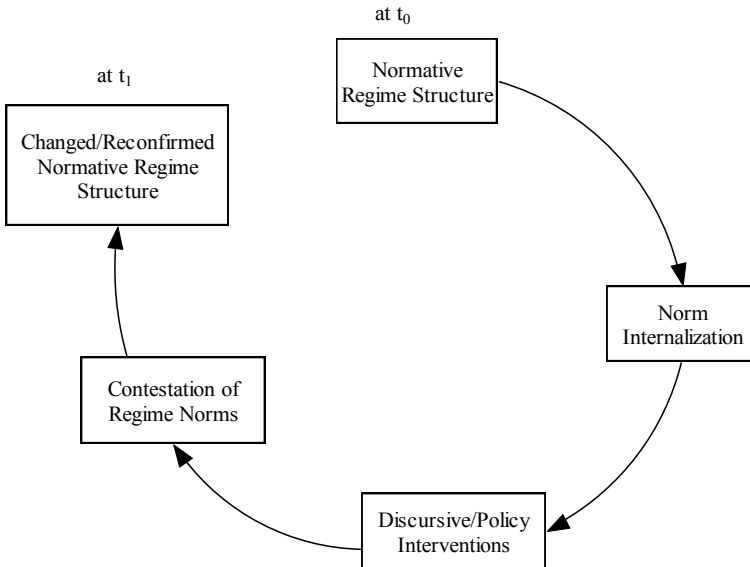 at t₀
Normative
Regime Structure
at t₁
Changed/Reconfirmed
Normative Regime
Structure
Norm
Internalization
Contestation of
Regime Norms
Discursive/Policy
Interventions